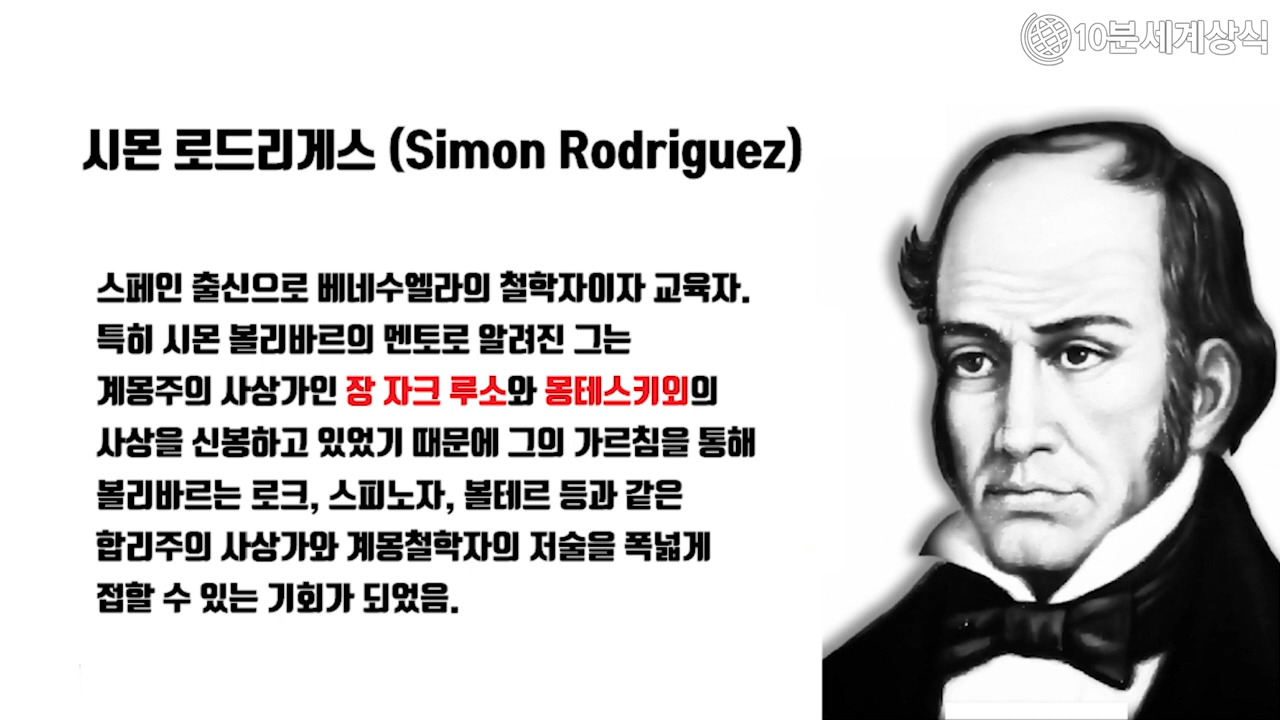 10분세계상식
시몬 로드리게스 (Simon Rodriguez)
스페인 출신으로 베네수엘라의 철학자이자 교육자.
특히 시몬 볼리바르의 멘토로 알려진 그는
계몽주의 사상가인 장 자크 루소와 몽테스키외의
사상을 신봉하고 있었기 때문에 그의 가르침을 통해
볼리바르는 로크, 스피노자, 볼테르 등과 같은
합리주의 사상가와 계몽철학자의 저술을 폭넓게
접할 수 있는 기회가 되었음.